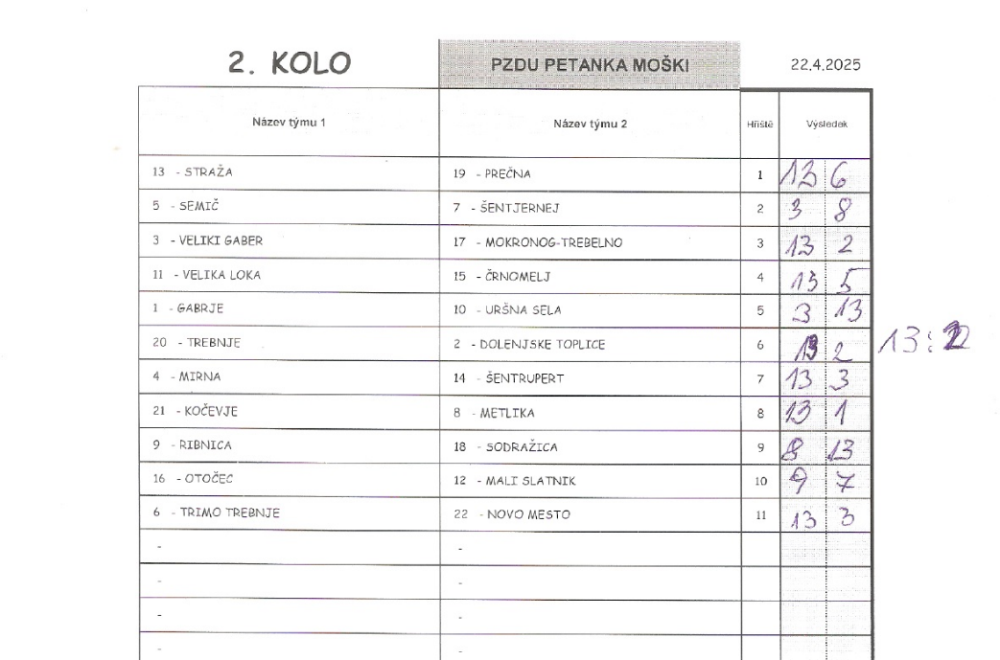 2. KOLO PZDU PETANKA MOŠKI 22.4.2025
Název týmu 1 Název týmu 2 Hřiště Výsledek
13 - STRAŽA 19 - PREČNA 1 13 6
5 - SEMIČ 7 - ŠENTJERNEJ 2 3 8
3 - VELIKI GABER 17 - MOKRONOG-TREBELNO 3 13 2
11 - VELIKA LOKA 15 - ČRNOMELJ 4 13 5
1 - GABRJE 10 - URŠNA SELA 5 3 13
20 - TREBNJE 2 - DOLENJSKE TOPLICE 6 13 2 13:
4 - MIRNA 14 - ŠENTRUPERT 7 13 3
21 - KOČEVJE 8 - METLIKA 8 13 1
9 - RIBNICA 18 - SODRAŽICA 9 8 13
16 - OTOČEC 12 - MALI SLATNIK 10 9 7
6 - TRIMO TREBNJE 22 - NOVO MESTO 11 13 3
- -
- -
- -
- -